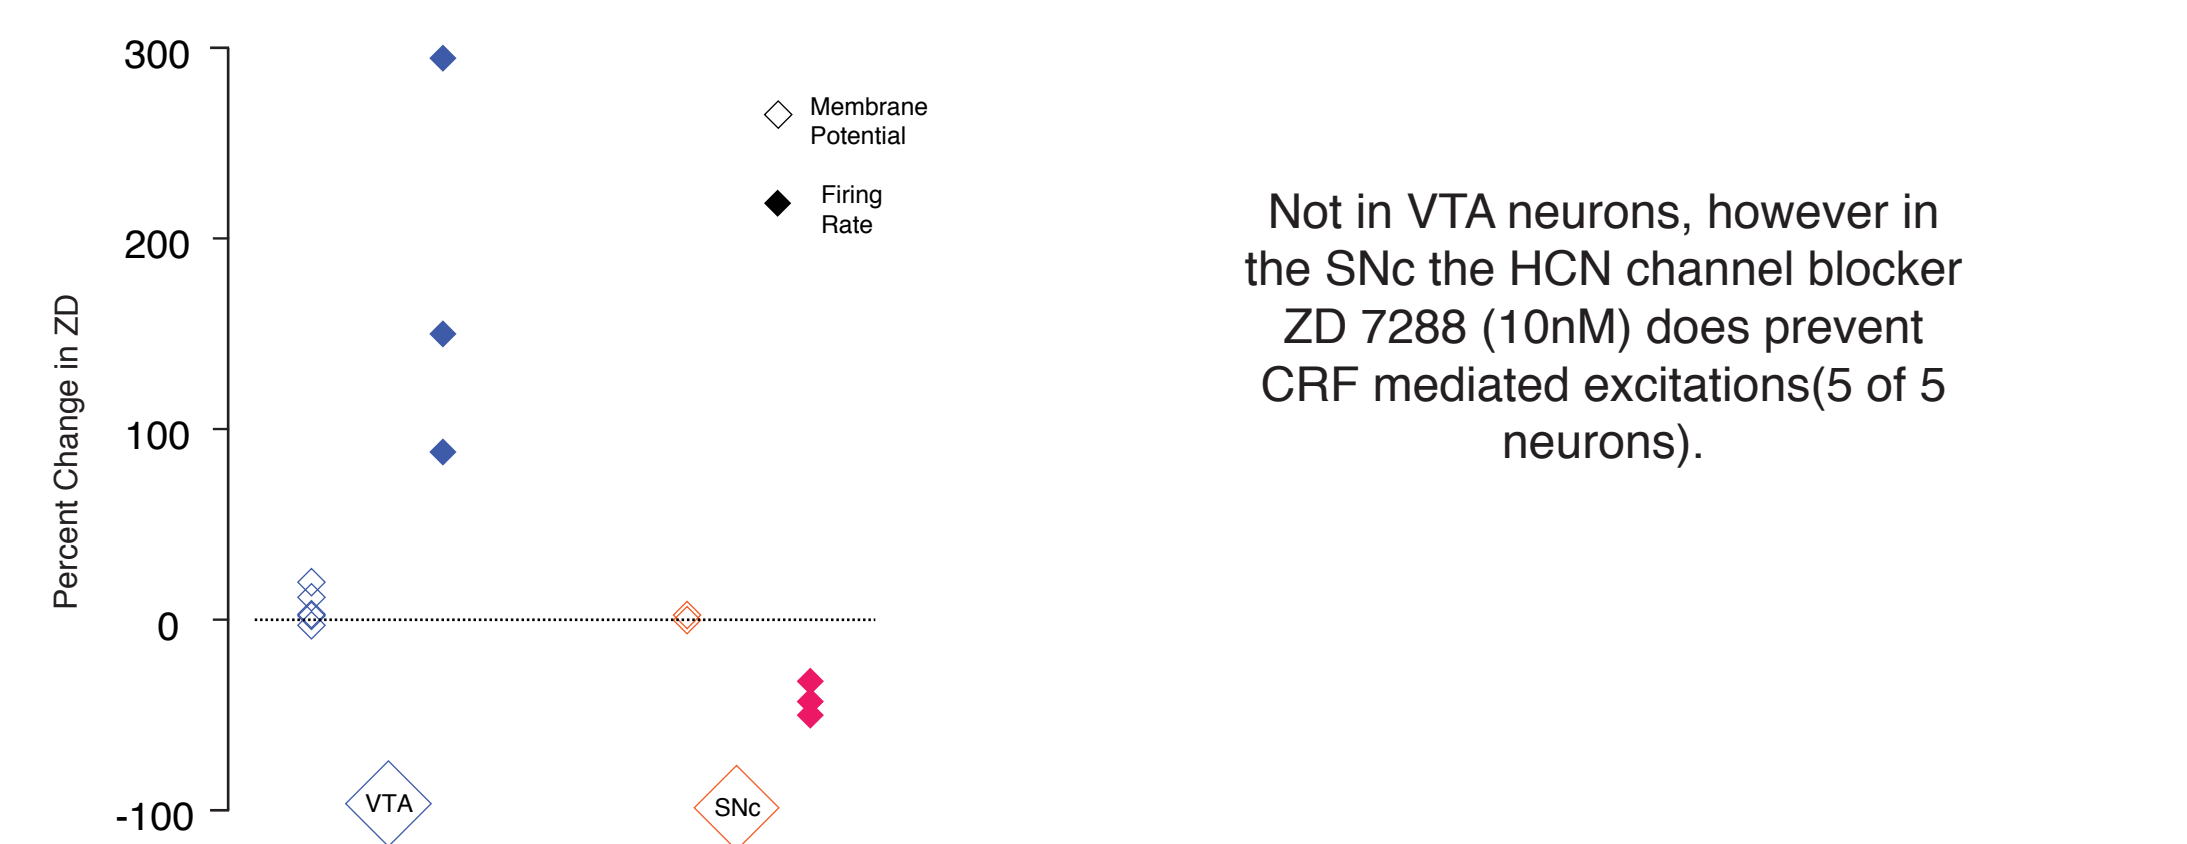 300
200
100
0
-100
Percent Change in ZD
Membrane
Potential
Firing
Rate
VTA
SNc
Not in VTA neurons, however in
the SNc the HCN channel blocker
ZD 7288 (10nM) does prevent
CRF mediated excitations(5 of 5
neurons).